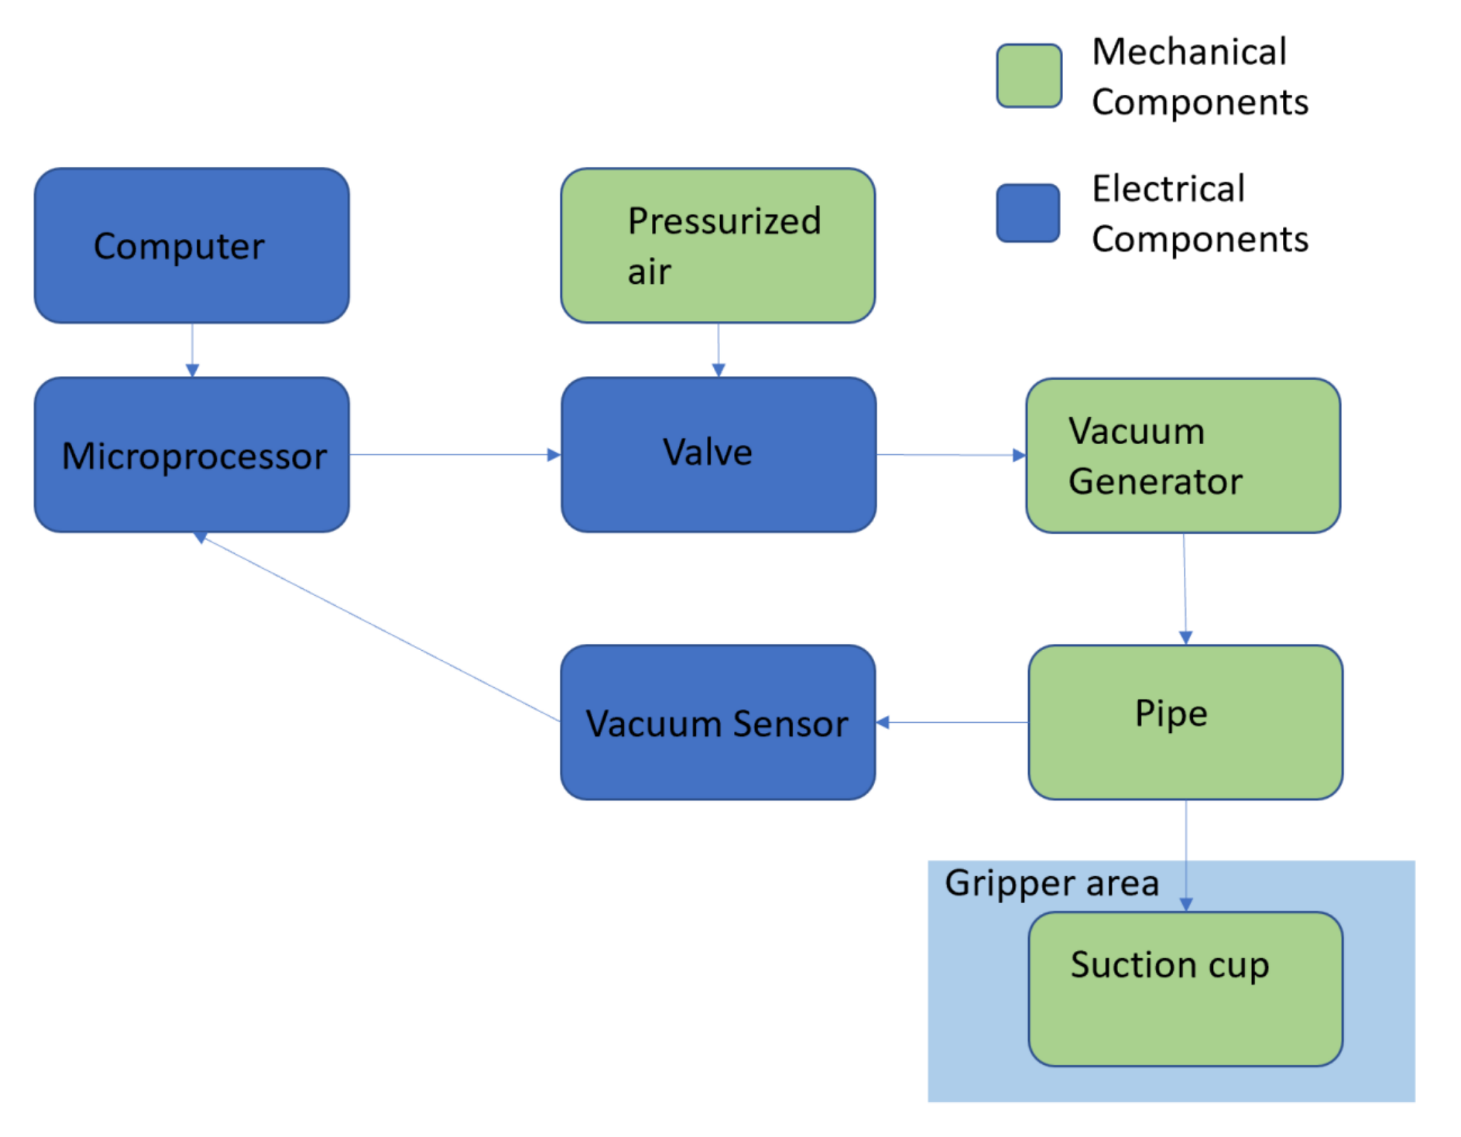 Mechanical
Components
Electrical
Components
Computer
Pressurized
air
Microprocessor
Valve
Vacuum
Generator
Vacuum Sensor
Pipe
Gripper area
Suction cup